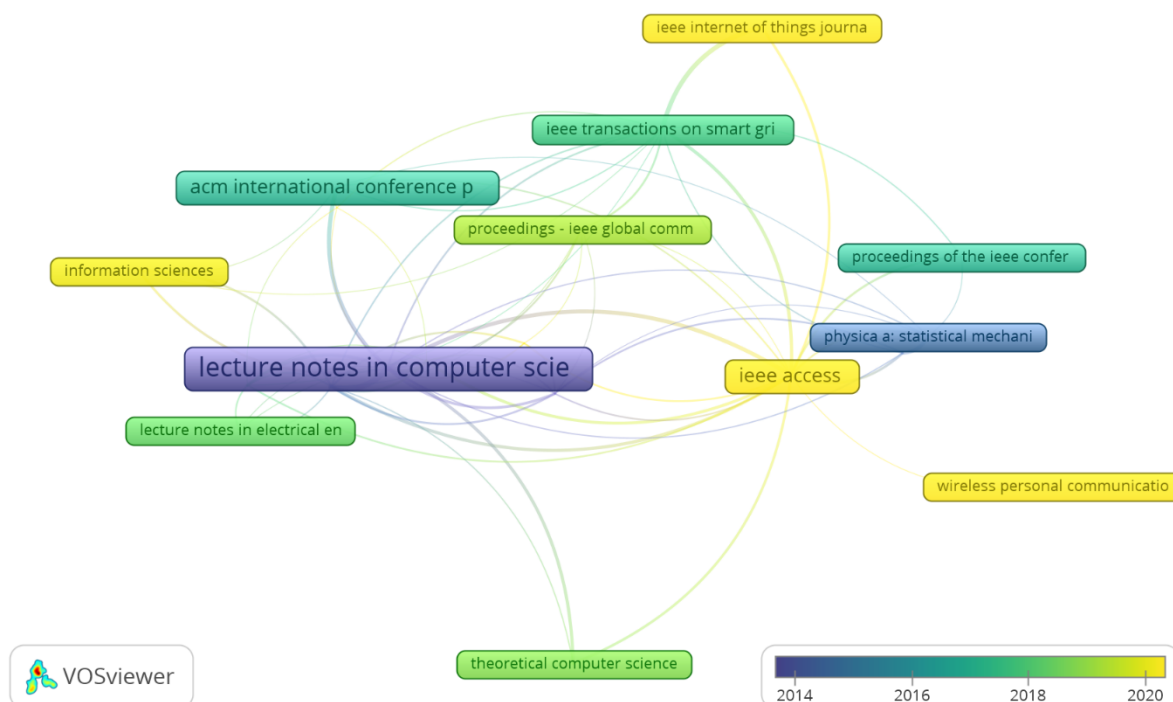 ieee internet of things journa
ieee transactions on smart gri
acm international conference p
proceedings - ieee global comm
proceedings of the ieee confer
information sciences
physica a: statistical mechani
lecture notes in computer scie
ieee access
lecture notes in electrical en
wireless personal communicatio
theoretical computer science
VOSviewer
2014 2016 2018 2020